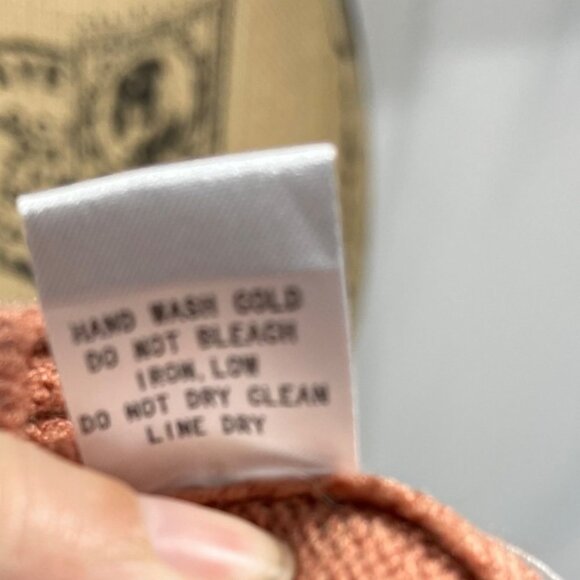 HAND WASH COLD
DO NOT BLEACH
IRON, LOW
DO NOT DRY CLEAN
LINE DRY